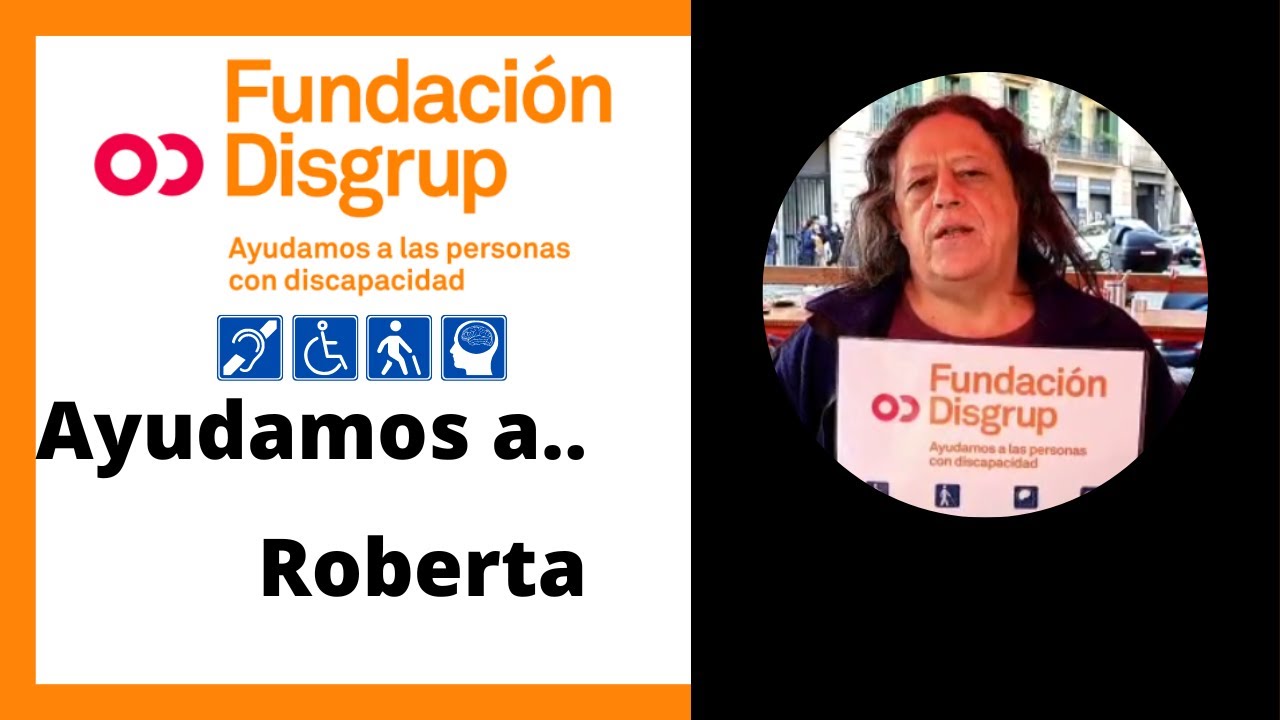 Fundación
Disgrup
Ayudamos a las personas
con discapacidad
Ayudamos a..
Roberta
Fundación
Disgrup
Ayudamos a las personas
con discapacidad